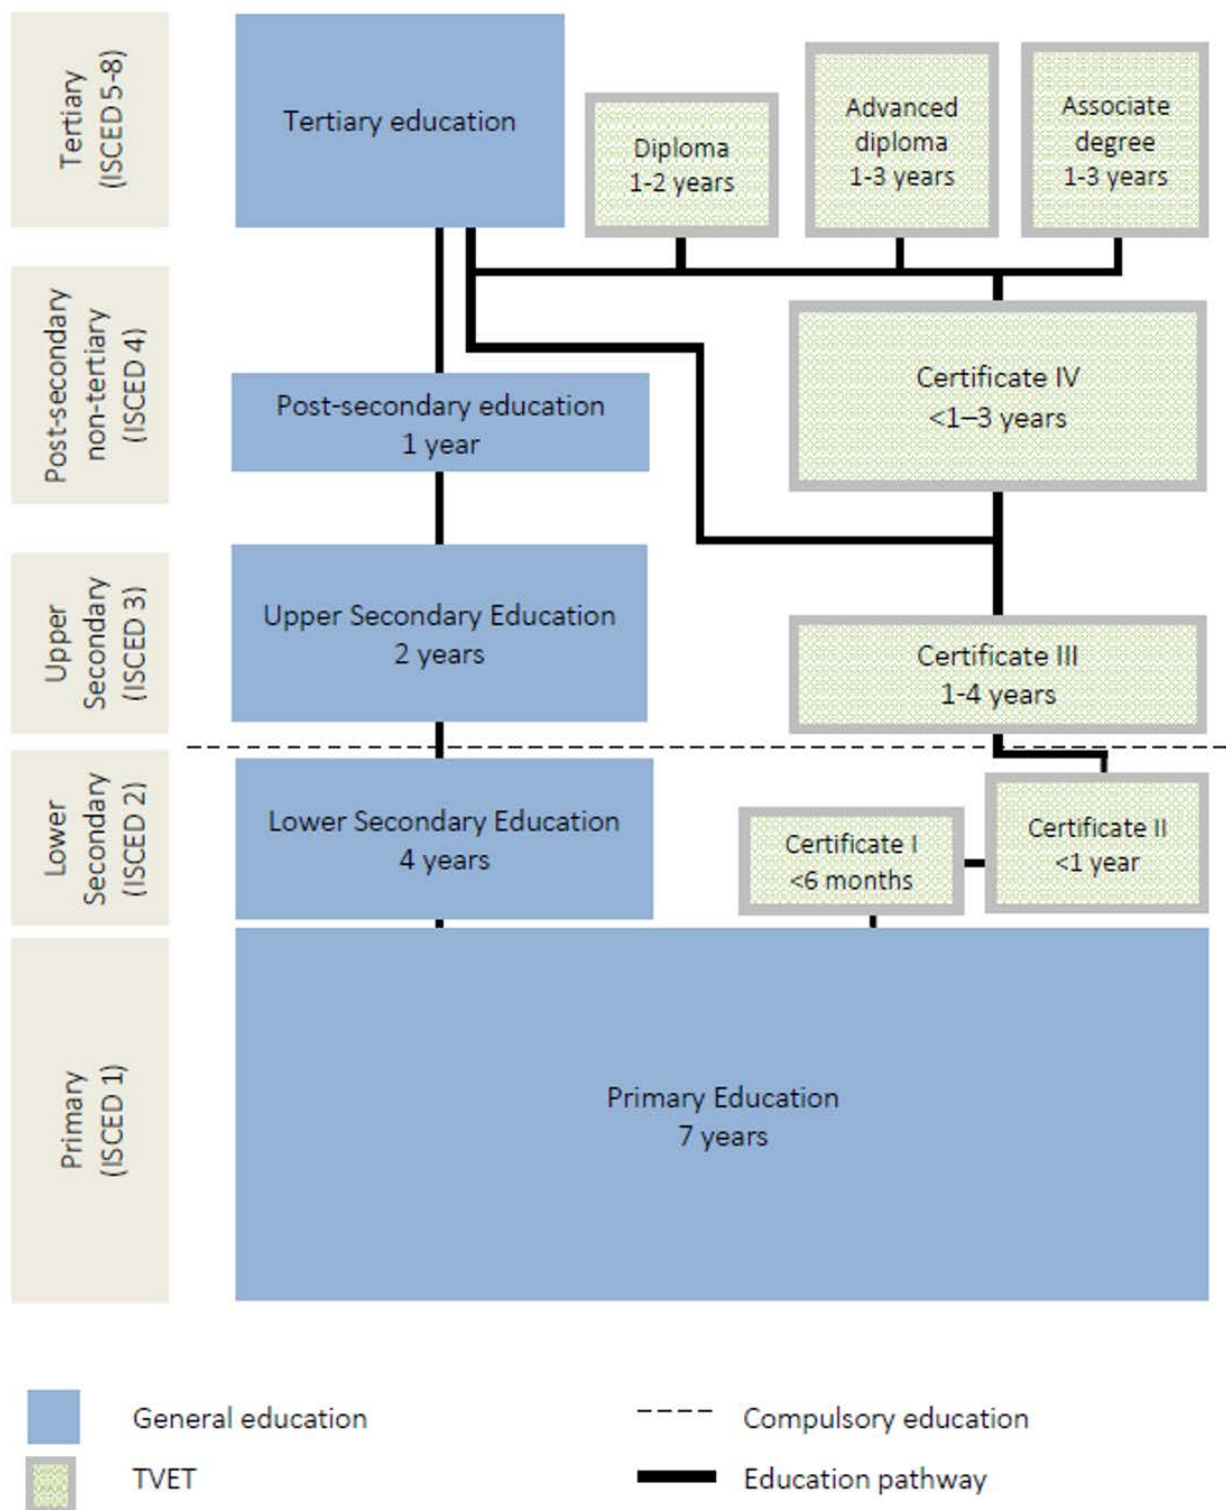 Tertiary
(ISCED 5-8)
Tertiary education
Diploma
1-2 years
Advanced
diploma
1-3 years
Associate
degree
1-3 years
Post-secondary
non-tertiary
(ISCED 4)
Post-secondary education
1 year
Certificate IV
<1–3 years
Upper
Secondary
(ISCED 3)
Upper Secondary Education
2 years
Certificate III
1-4 years
Lower
Secondary
(ISCED 2)
Lower Secondary Education
4 years
Certificate I
<6 months
Certificate II
<1 year
Primary
(ISCED 1)
Primary Education
7 years
General education
Compulsory education
TVET
Education pathway